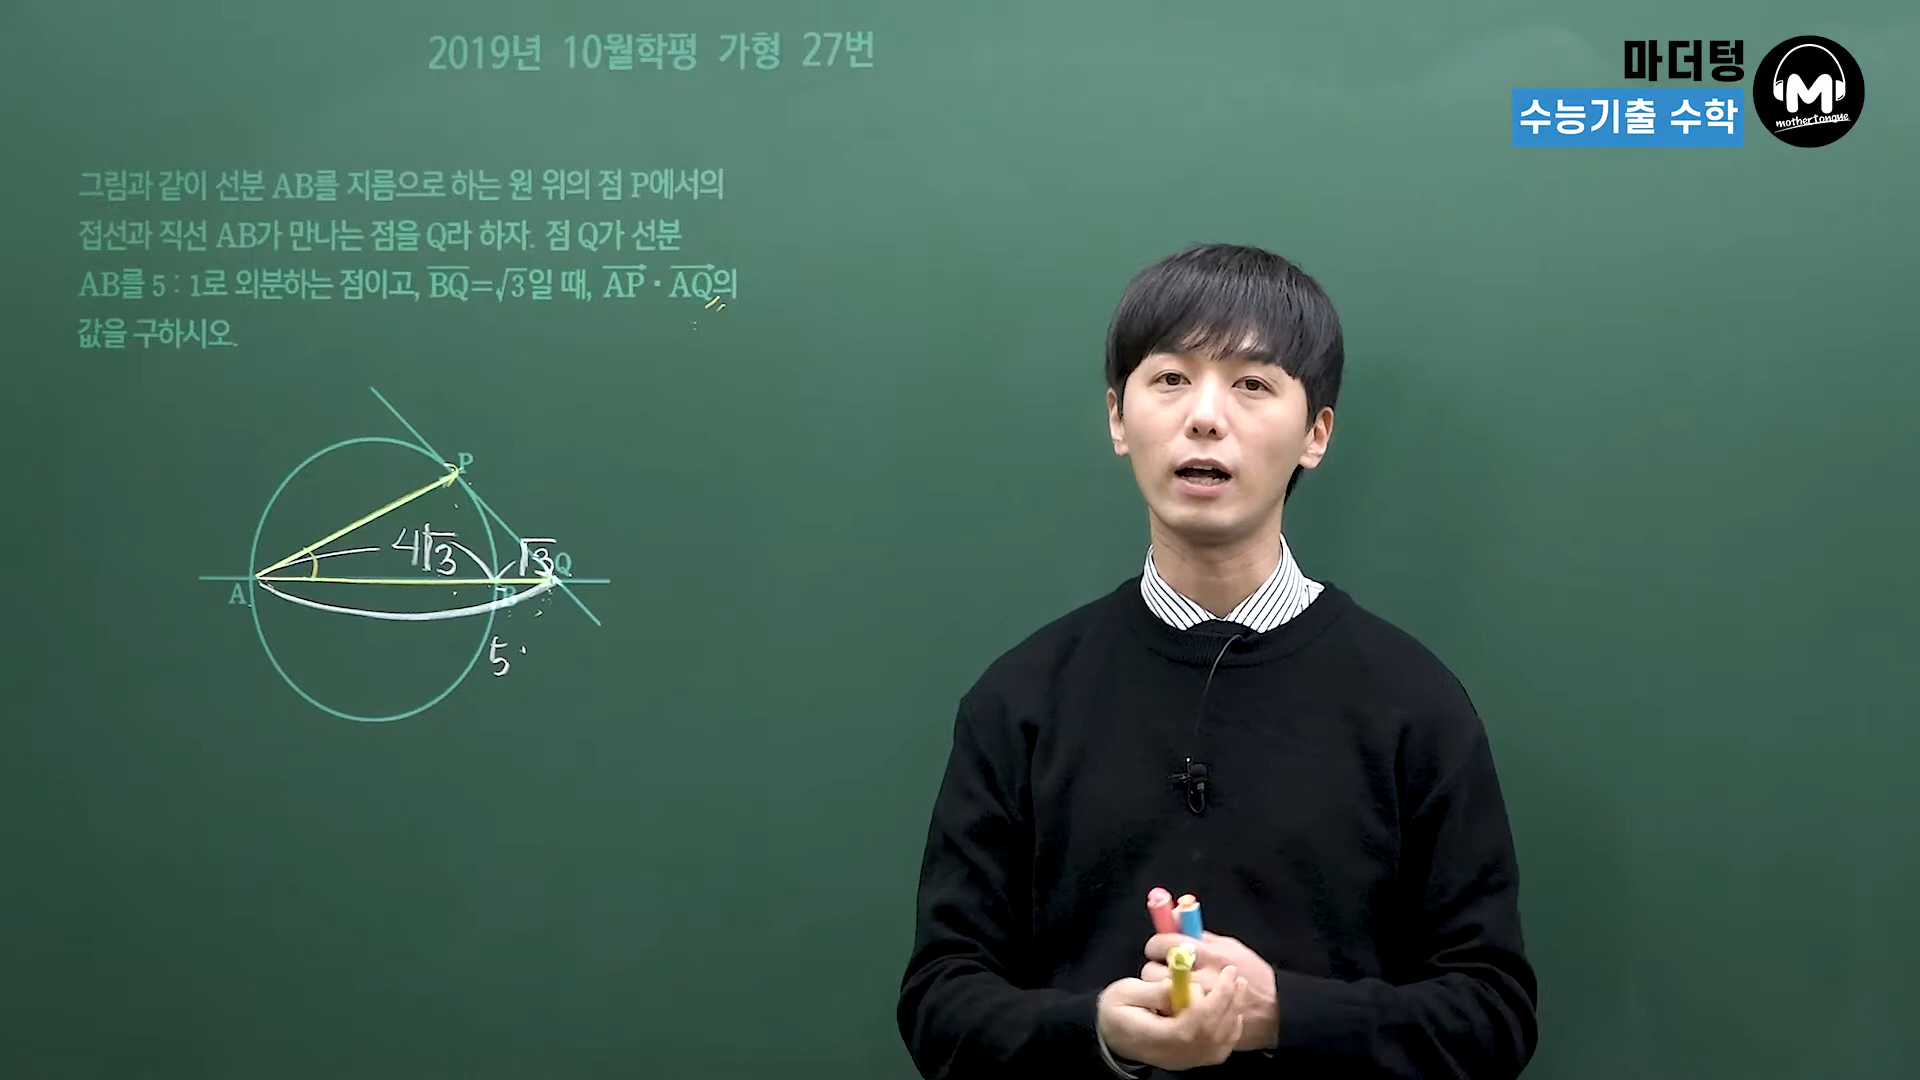 2019년 10월학평 가형 27번
마더텅
수능기출 수학
M
mothertongue
그림과 같이 선분 AB를 지름으로 하는 원 위의 점 P에서의
접선과 직선 AB가 만나는 점을 Q라 하자. 점 Q가 선분
AB를 5 : 1로 외분하는 점이고, \overline{BQ}=√3일 때, \overrightarrow{AP}·\overrightarrow{AQ}의
값을 구하시오.
P
4√3 √3 Q
A B
5